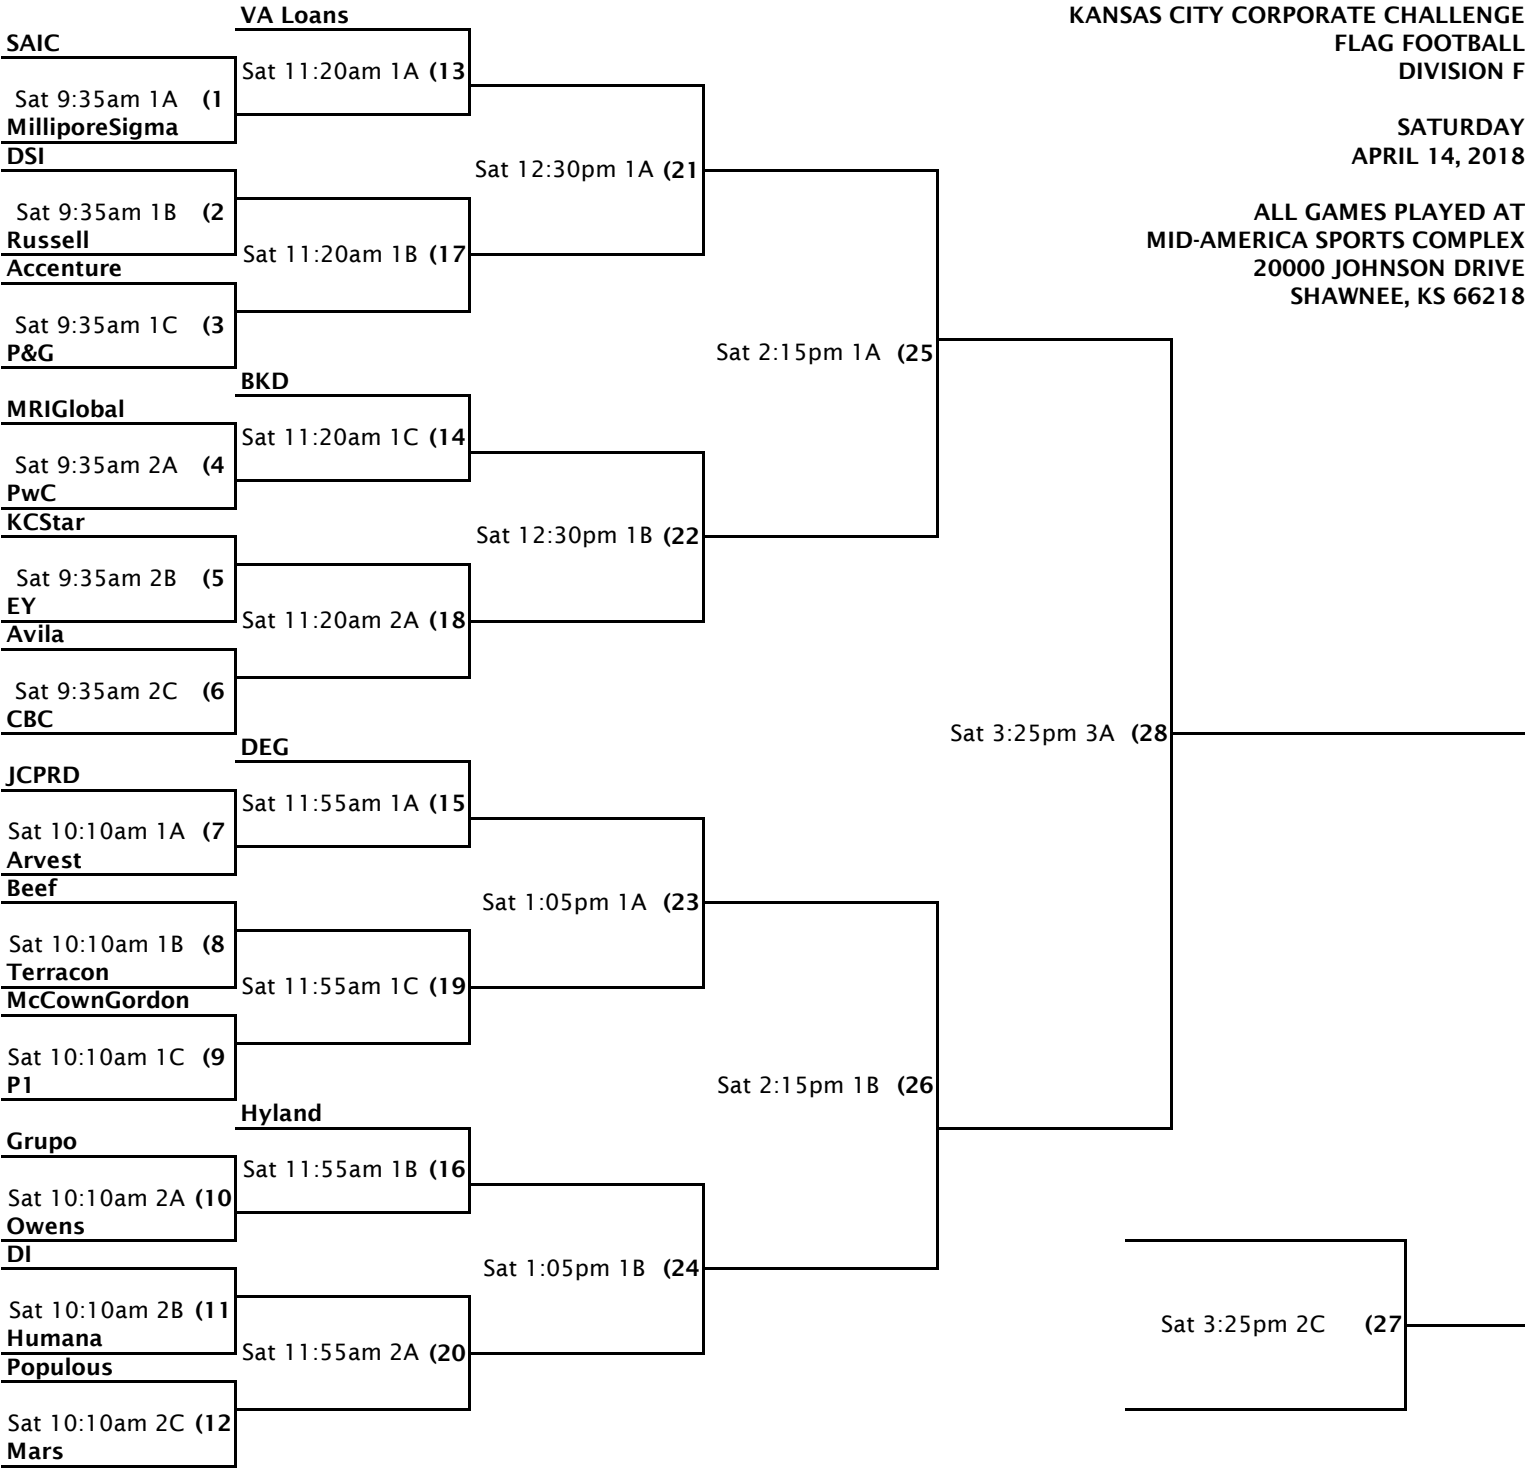 VA Loans
KANSAS CITY CORPORATE CHALLENGE
FLAG FOOTBALL
DIVISION F
SATURDAY
APRIL 14, 2018
ALL GAMES PLAYED AT
MID-AMERICA SPORTS COMPLEX
20000 JOHNSON DRIVE
SHAWNEE, KS 66218
SAIC
Sat 11:20am 1A (13
Sat 9:35am 1A (1
MilliporeSigma
DSI
Sat 12:30pm 1A (21
Sat 9:35am 1B (2
Russell
Sat 11:20am 1B (17
Accenture
Sat 9:35am 1C (3
P&G
Sat 2:15pm 1A (25
BKD
MRIGlobal
Sat 11:20am 1C (14
Sat 9:35am 2A (4
PwC
KCStar
Sat 12:30pm 1B (22
Sat 9:35am 2B (5
EY
Sat 11:20am 2A (18
Avila
Sat 9:35am 2C (6
CBC
Sat 3:25pm 3A (28
DEG
JCPRD
Sat 11:55am 1A (15
Sat 10:10am 1A (7
Arvest
Beef
Sat 1:05pm 1A (23
Sat 10:10am 1B (8
Terracon
Sat 11:55am 1C (19
McCownGordon
Sat 10:10am 1C (9
P1
Sat 2:15pm 1B (26
Hyland
Grupo
Sat 11:55am 1B (16
Sat 10:10am 2A (10
Owens
DI
Sat 1:05pm 1B (24
Sat 10:10am 2B (11
Humana
Sat 3:25pm 2C (27
Sat 11:55am 2A (20
Populous
Sat 10:10am 2C (12
Mars